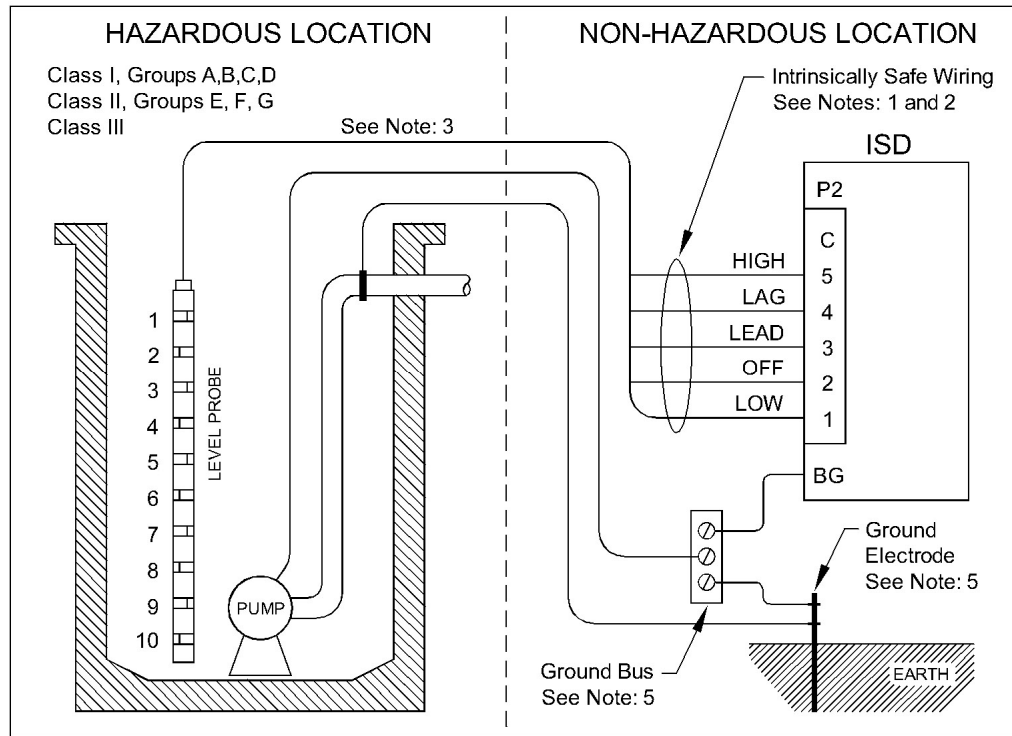 HAZARDOUS LOCATION
Class I, Groups A,B,C,D
Class II, Groups E, F, G
Class III
See Note: 3
1
2
3
4
5
6
7
8
9
10
LEVEL PROBE
PUMP
NON-HAZARDOUS LOCATION
Intrinsically Safe Wiring
See Notes: 1 and 2
ISD
P2
C
HIGH 5
LAG 4
LEAD 3
OFF 2
LOW 1
BG
Ground
Electrode
See Note: 5
Ground Bus
See Note: 5
EARTH